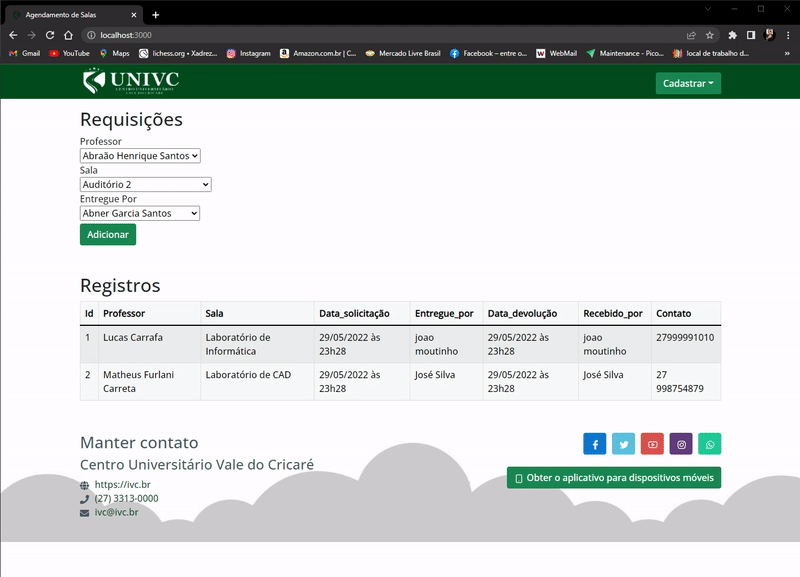 Agendamento de Salas
localhost:3000
Gmail YouTube Maps lichess.org • Xadrez... Instagram Amazon.com.br | C... Mercado Livre Brasil Facebook – entre o... WebMail Maintenance - Pico... local de trabalho d... »
UNIVC
CENTRO UNIVERSITÁRIO
VALE DO CRICARÉ
Cadastrar
Requisições
Professor
Abraão Henrique Santos
Sala
Auditório 2
Entregue Por
Abner Garcia Santos
Adicionar
Registros
Id Professor Sala Data_solicitação Entregue_por Data_devolução Recebido_por Contato
1 Lucas Carrafa Laboratório de 29/05/2022 às joao 29/05/2022 às joao 27999991010
Informática 23h28 moutinho 23h28 moutinho
2 Matheus Furlani Laboratório de CAD 29/05/2022 às José Silva 29/05/2022 às José Silva 27
Carreta 23h28 23h28 998754879
Manter contato
Centro Universitário Vale do Cricaré
https://ivc.br
(27) 3313-0000
ivc@ivc.br
Obter o aplicativo para dispositivos móveis